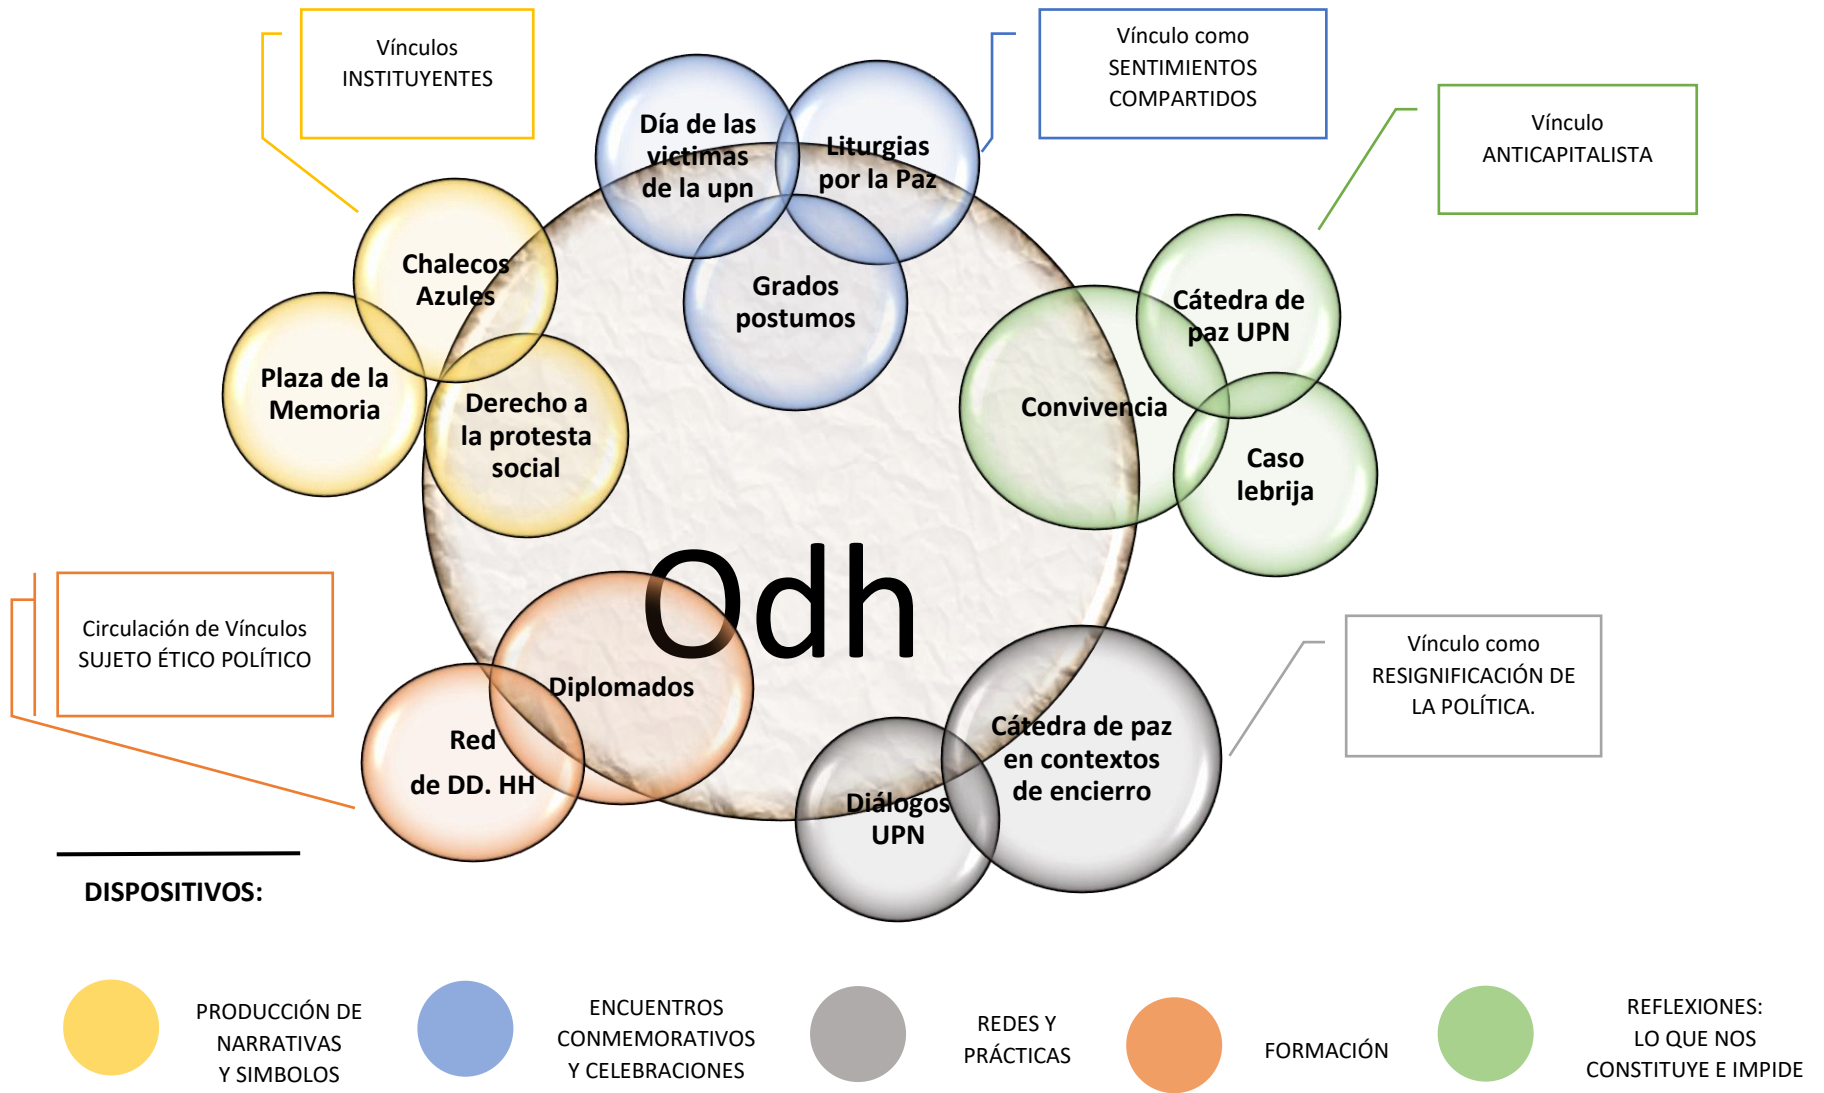 Vínculos
INSTITUYENTES
Vínculo como
SENTIMIENTOS
COMPARTIDOS
Vínculo
ANTICAPITALISTA
Día de las
victimas
de la upn
Liturgias
por la Paz
Grados
postumos
Chalecos
Azules
Plaza de la
Memoria
Derecho a
la protesta
social
Cátedra de
paz UPN
Convivencia
Caso
lebrija
Odh
Circulación de Vínculos
SUJETO ÉTICO POLÍTICO
Diplomados
Red
de DD. HH
Cátedra de paz
en contextos
de encierro
Diálogos
UPN
Vínculo como
RESIGNIFICACIÓN DE
LA POLÍTICA.
DISPOSITIVOS:
PRODUCCIÓN DE
NARRATIVAS
Y SIMBOLOS
ENCUENTROS
CONMEMORATIVOS
Y CELEBRACIONES
REDES Y
PRÁCTICAS
FORMACIÓN
REFLEXIONES:
LO QUE NOS
CONSTITUYE E IMPIDE